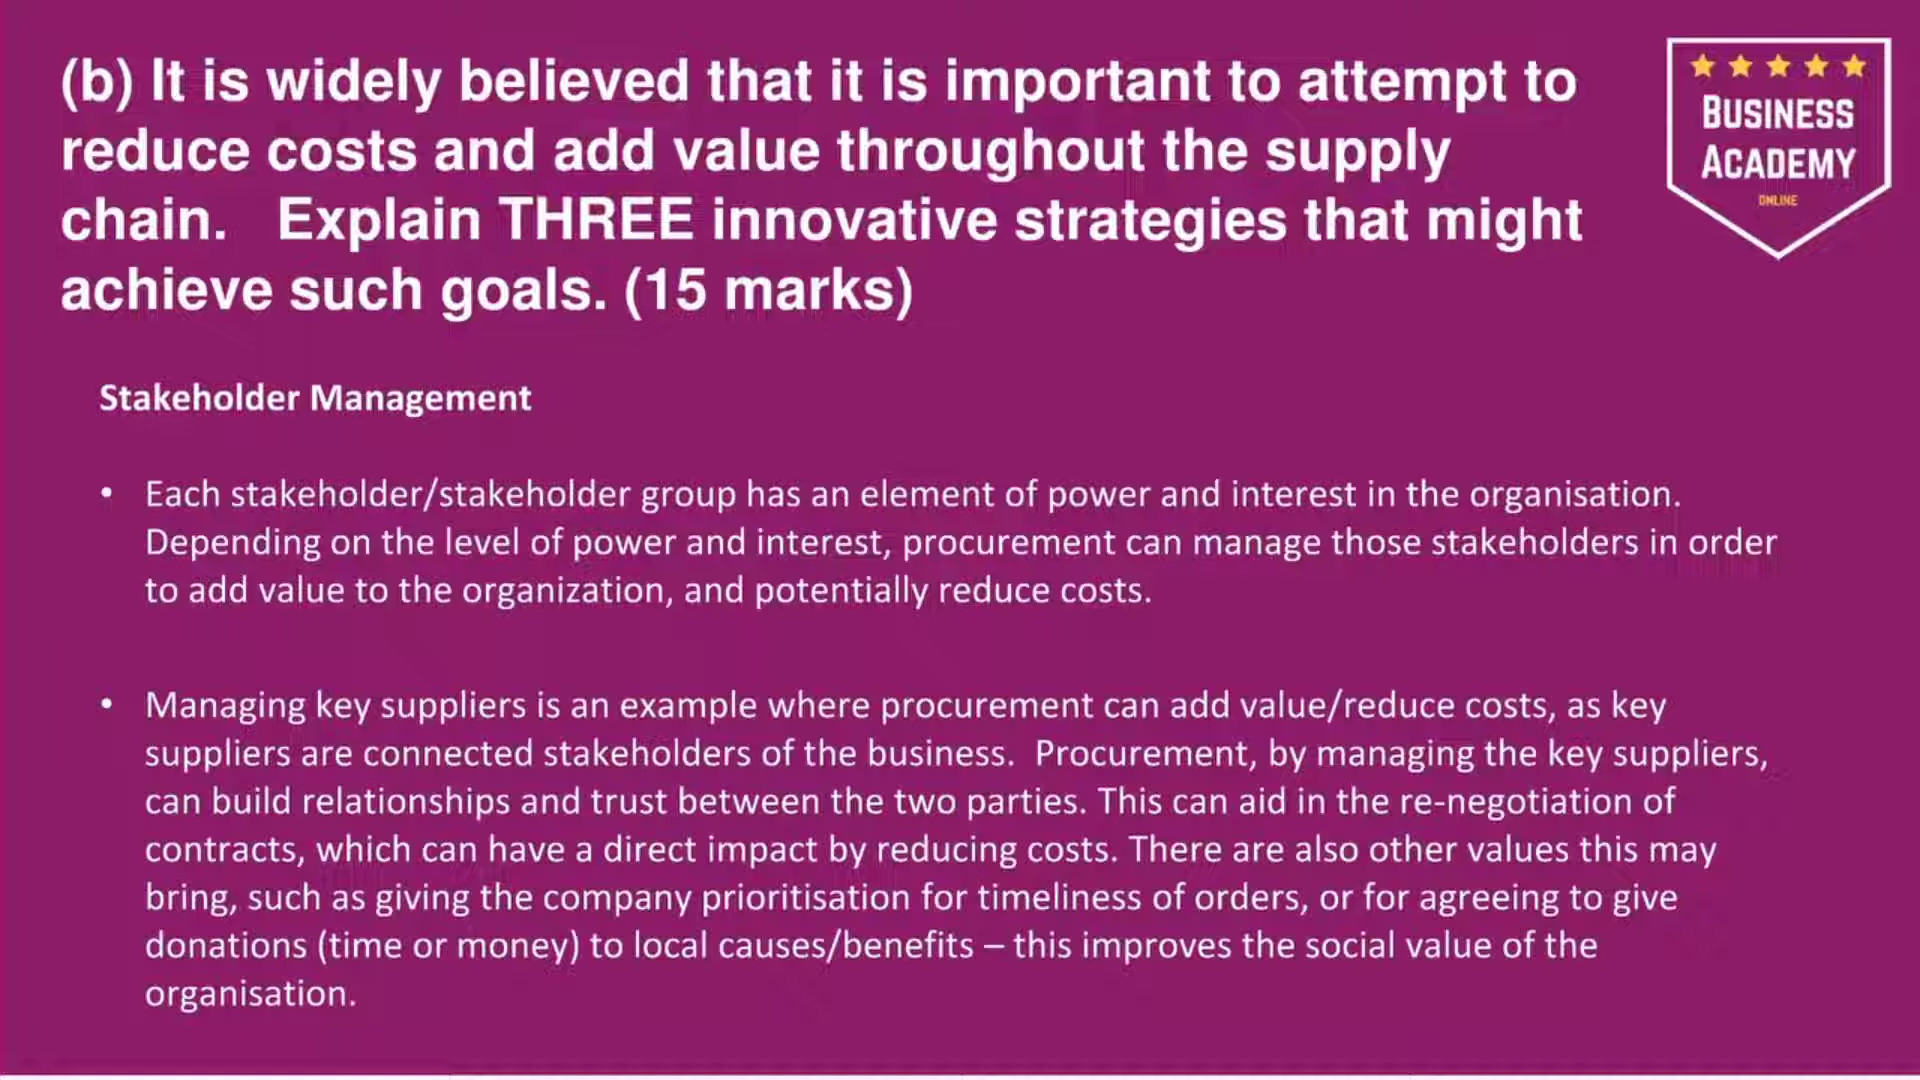 (b) It is widely believed that it is important to attempt to
reduce costs and add value throughout the supply
chain.   Explain THREE innovative strategies that might
achieve such goals. (15 marks)
BUSINESS
ACADEMY
ONLINE
Stakeholder Management
• Each stakeholder/stakeholder group has an element of power and interest in the organisation.
Depending on the level of power and interest, procurement can manage those stakeholders in order
to add value to the organization, and potentially reduce costs.
• Managing key suppliers is an example where procurement can add value/reduce costs, as key
suppliers are connected stakeholders of the business.  Procurement, by managing the key suppliers,
can build relationships and trust between the two parties. This can aid in the re-negotiation of
contracts, which can have a direct impact by reducing costs. There are also other values this may
bring, such as giving the company prioritisation for timeliness of orders, or for agreeing to give
donations (time or money) to local causes/benefits – this improves the social value of the
organisation.